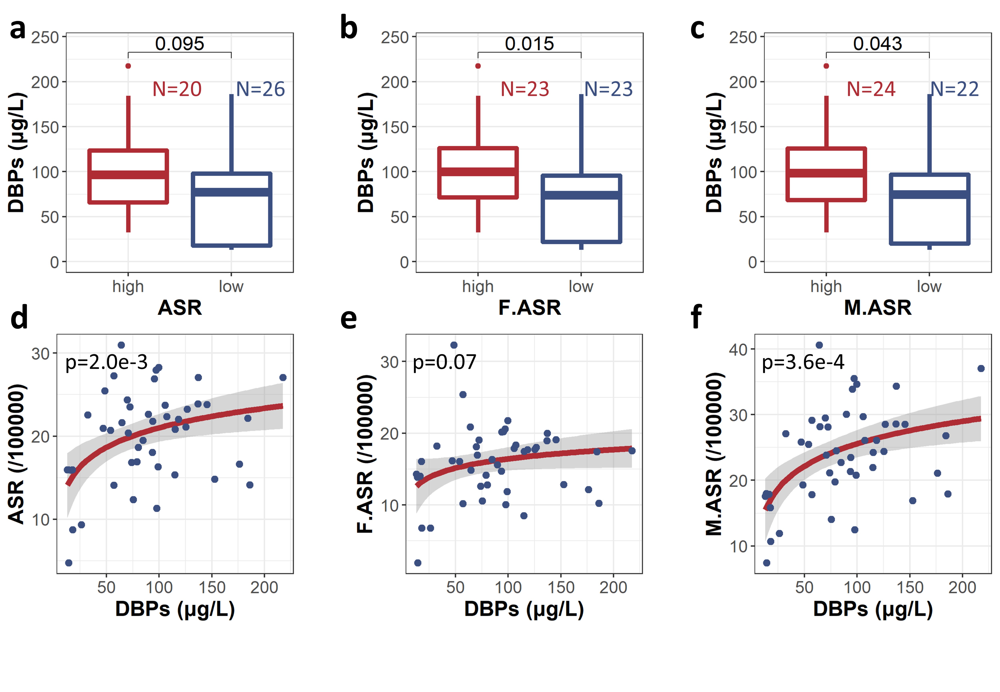 a
250
200
150
100
50
0
DBPs (µg/L)
0.095
N=20
N=26
high
low
ASR
b
250
200
150
100
50
0
DBPs (µg/L)
0.015
N=23
N=23
high
low
F.ASR
c
250
200
150
100
50
0
DBPs (µg/L)
0.043
N=24
N=22
high
low
M.ASR
d
30
20
10
ASR (/100000)
p=2.0e-3
50
100
150
200
DBPs (µg/L)
e
30
20
10
F.ASR (/100000)
p=0.07
50
100
150
200
DBPs (µg/L)
f
40
30
20
10
M.ASR (/100000)
p=3.6e-4
50
100
150
200
DBPs (µg/L)